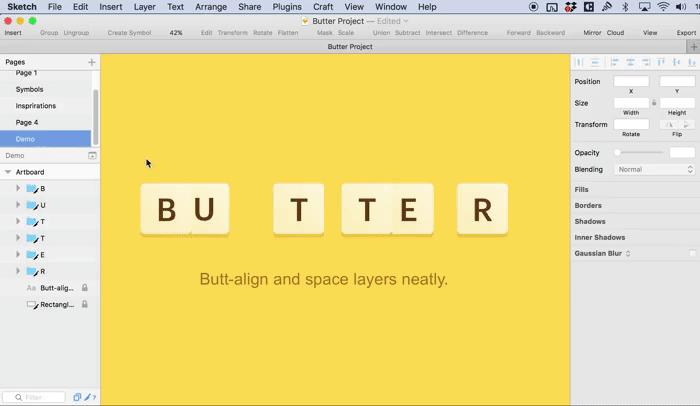 Sketch File Edit Insert Layer Text Arrange Share Plugins Craft View Window Help
Butter Project — Edited
Insert Group Ungroup Create Symbol 42% Edit Transform Rotate Flatten Mask Scale Union Subtract Intersect Difference Forward Backward Mirror Cloud View Export
Butter Project
Pages
Page 1
Symbols
Insprirations
Page 4
Demo
Demo
Artboard
B
U
T
T
E
R
Aa Butt-alig...
Rectangl...
Filter
7
B U T T E R
Butt-align and space layers neatly.
Position
X Y
Size
Width Height
Transform
Rotate Flip
Opacity
Blending Normal
Fills
Borders
Shadows
Inner Shadows
Gaussian Blur